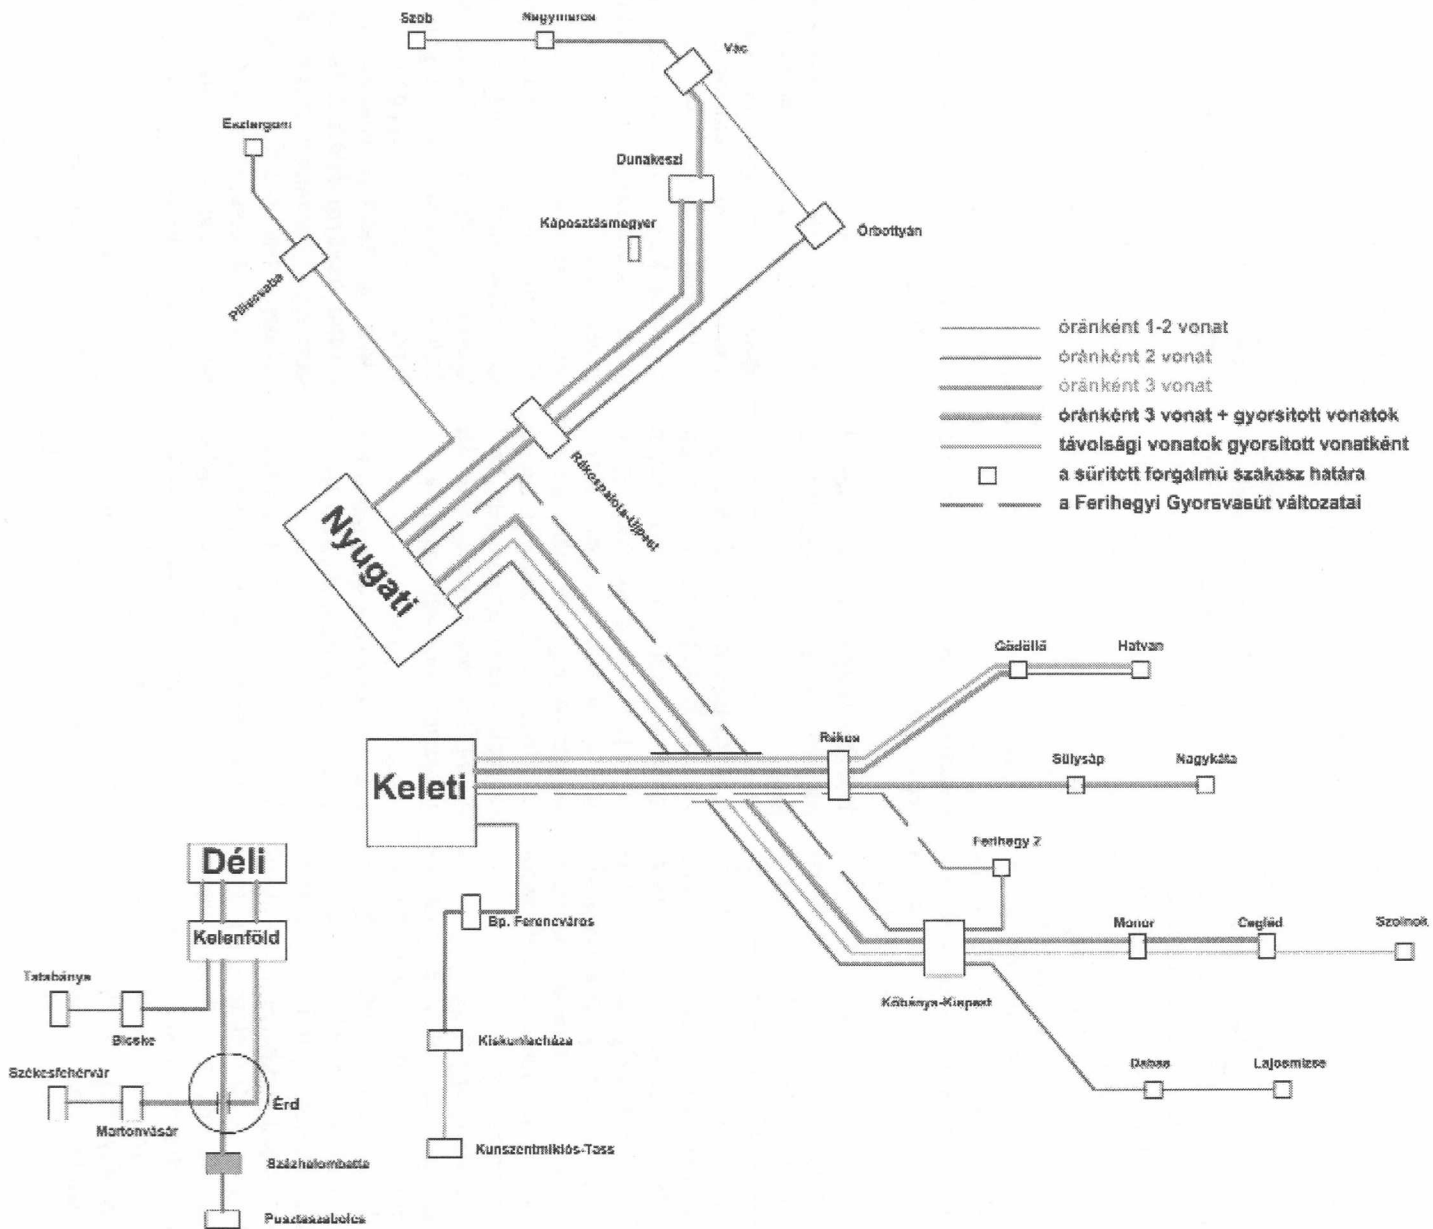 Szob
Nagymaros
Vác
Esztergom
Dunakeszi
Káposztásmegyer
Őrbottyán
Piliscsaba
óránként 1-2 vonat
óránként 2 vonat
óránként 3 vonat
óránként 3 vonat + gyorsított vonatok
távolsági vonatok gyorsított vonatként
a sűrített forgalmú szakasz határa
a Ferihegyi Gyorsvasút változatai
Rákospalota-Újpest
Nyugati
Gödöllő
Hatvan
Rákos
Sülysáp
Nagykáta
Keleti
Ferihegy 2
Déli
Bp. Ferencváros
Kelenföld
Monor
Cegléd
Szolnok
Tatabánya
Kőbánya-Kispest
Bicske
Kiskunlacháza
Székesfehérvár
Dabas
Lajosmizse
Érd
Martonvásár
Kunszentmiklós-Tass
Százhalombatta
Pusztaszabolcs